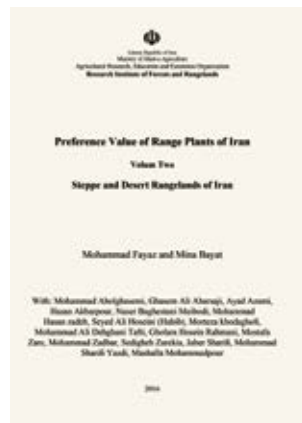 Islamic Republic of Iran
Ministry of Jihad-e-Agriculture
Agricultural Research, Education and Extension Organization
Research Institute of Forests and Rangelands
Preference Value of Range Plants of Iran
Volum Two
Steppe and Desert Rangelands of Iran
Mohammad Fayaz and Mina Bayat
With: Mohammad Abolghasemi, Ghasem Ali Abarsaji, Ayad Azami,
Hasan Akbarpour, Naser Baghestani Meibodi, Mohammad
Hasan zadeh, Seyed Ali Hoseini (Habib), Morteza khodagholi,
Mohammad Ali Dehghani Tafti, Gholam Hosein Rahmani, Mostafa
Zare, Mohammad Zadbar, Sedigheh Zarekia, Jaber Sharifi, Mohammad
Sharifi Yazdi, Mashalla Mohammadpour
2016